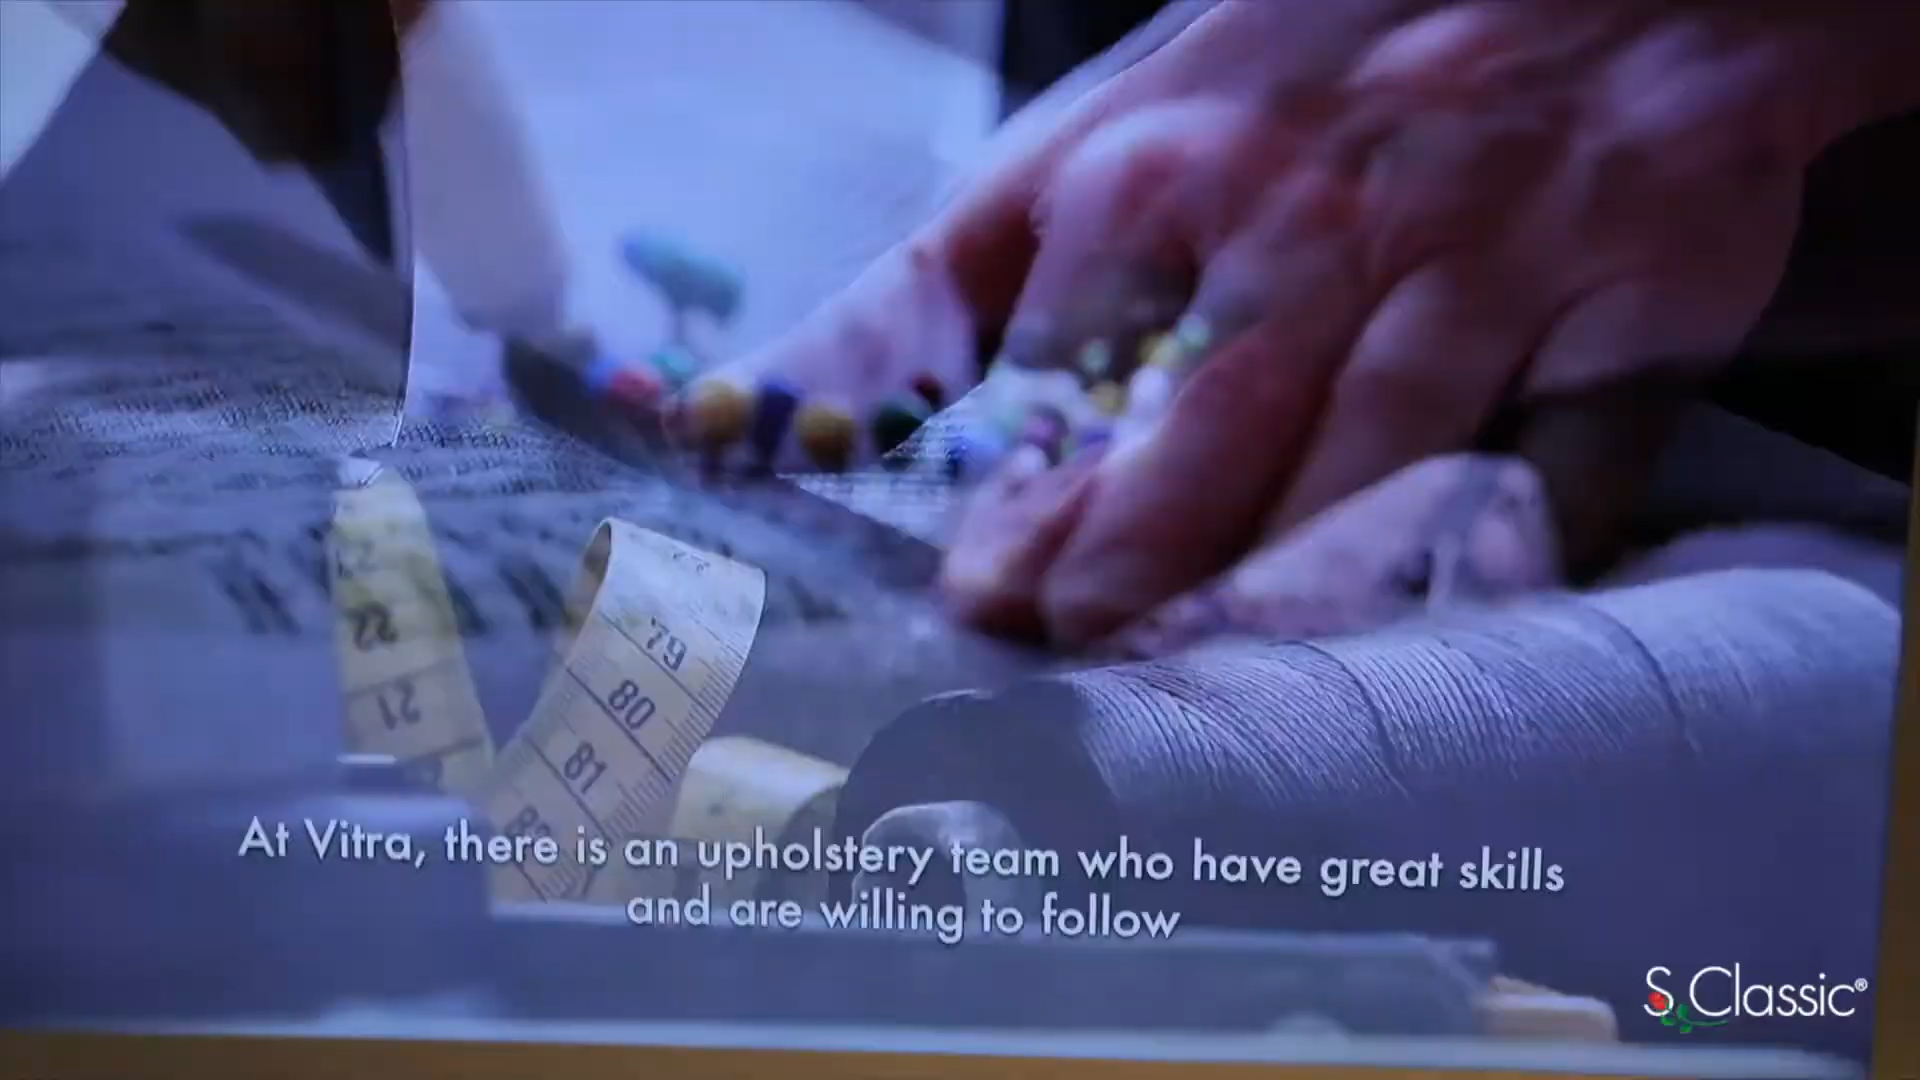 22
21
79
80
81
At Vitra, there is an upholstery team who have great skills
and are willing to follow
S.Classic®